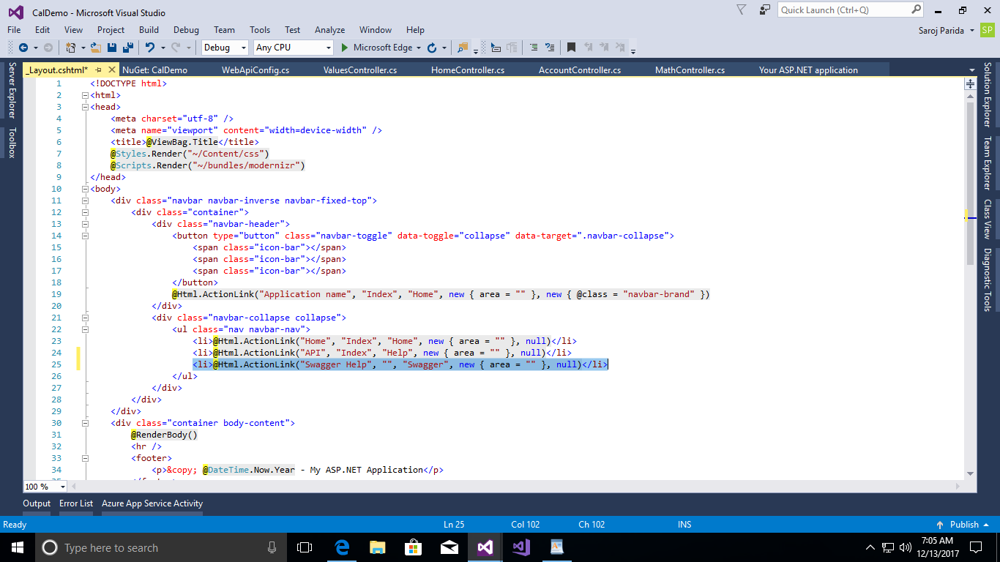 CalDemo - Microsoft Visual Studio
Quick Launch (Ctrl+Q)
File Edit View Project Build Debug Team Tools Test Analyze Window Help
Saroj Parida
SP
Debug
Any CPU
Microsoft Edge
_Layout.cshtml*
NuGet: CalDemo
WebApiConfig.cs
ValuesController.cs
HomeController.cs
AccountController.cs
MathController.cs
Your ASP.NET application
Server Explorer
Toolbox
1 <!DOCTYPE html>
2 <html>
3 <head>
4 <meta charset="utf-8" />
5 <meta name="viewport" content="width=device-width" />
6 <title>@ViewBag.Title</title>
7 @Styles.Render("~/Content/css")
8 @Scripts.Render("~/bundles/modernizr")
9 </head>
10 <body>
11 <div class="navbar navbar-inverse navbar-fixed-top">
12 <div class="container">
13 <div class="navbar-header">
14 <button type="button" class="navbar-toggle" data-toggle="collapse" data-target=".navbar-collapse">
15 <span class="icon-bar"></span>
16 <span class="icon-bar"></span>
17 <span class="icon-bar"></span>
18 </button>
19 @Html.ActionLink("Application name", "Index", "Home", new { area = "" }, new { @class = "navbar-brand" })
20 </div>
21 <div class="navbar-collapse collapse">
22 <ul class="nav navbar-nav">
23 <li>@Html.ActionLink("Home", "Index", "Home", new { area = "" }, null)</li>
24 <li>@Html.ActionLink("API", "Index", "Help", new { area = "" }, null)</li>
25 <li>@Html.ActionLink("Swagger Help", "", "Swagger", new { area = "" }, null)</li>
26 </ul>
27 </div>
28 </div>
29 </div>
30 <div class="container body-content">
31 @RenderBody()
32 <hr />
33 <footer>
34 <p>&copy; @DateTime.Now.Year - My ASP.NET Application</p>
Solution Explorer
Team Explorer
Class View
Diagnostic Tools
100 %
Output Error List Azure App Service Activity
Ready
Ln 25
Col 102
Ch 102
INS
Publish
Type here to search
7:05 AM
12/13/2017